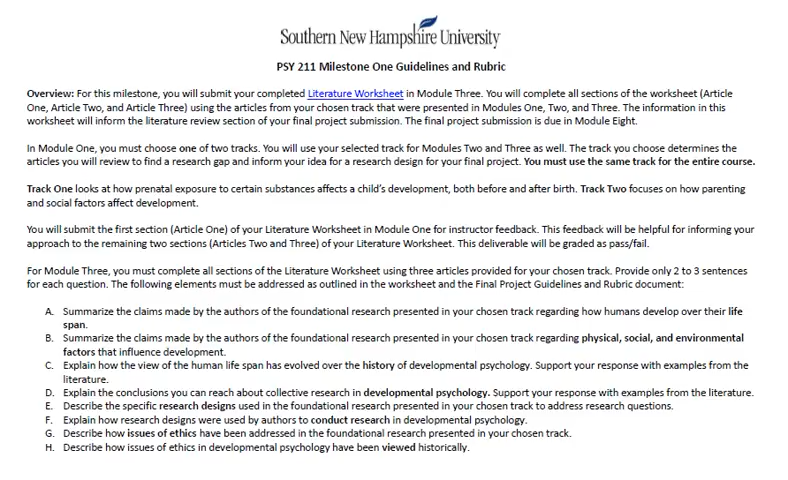 Southern New Hampshire University
PSY 211 Milestone One Guidelines and Rubric
Overview: For this milestone, you will submit your completed Literature Worksheet in Module Three. You will complete all sections of the worksheet (Article
One, Article Two, and Article Three) using the articles from your chosen track that were presented in Modules One, Two, and Three. The information in this
worksheet will inform the literature review section of your final project submission. The final project submission is due in Module Eight.
In Module One, you must choose one of two tracks. You will use your selected track for Modules Two and Three as well. The track you choose determines the
articles you will review to find a research gap and inform your idea for a research design for your final project. You must use the same track for the entire course.
Track One looks at how prenatal exposure to certain substances affects a child's development, both before and after birth. Track Two focuses on how parenting
and social factors affect development.
You will submit the first section (Article One) of your Literature Worksheet in Module One for instructor feedback. This feedback will be helpful for informing your
approach to the remaining two sections (Articles Two and Three) of your Literature Worksheet. This deliverable will be graded as pass/fail.
For Module Three, you must complete all sections of the Literature Worksheet using three articles provided for your chosen track. Provide only 2 to 3 sentences
for each question. The following elements must be addressed as outlined in the worksheet and the Final Project Guidelines and Rubric document:
A. Summarize the claims made by the authors of the foundational research presented in your chosen track regarding how humans develop over their life
span.
B. Summarize the claims made by the authors of the foundational research presented in your chosen track regarding physical, social, and environmental
factors that influence development.
C. Explain how the view of the human life span has evolved over the history of developmental psychology. Support your response with examples from the
literature.
D. Explain the conclusions you can reach about collective research in developmental psychology. Support your response with examples from the literature.
E. Describe the specific research designs used in the foundational research presented in your chosen track to address research questions.
F. Explain how research designs were used by authors to conduct research in developmental psychology.
G. Describe how issues of ethics have been addressed in the foundational research presented in your chosen track.
H. Describe how issues of ethics in developmental psychology have been viewed historically.